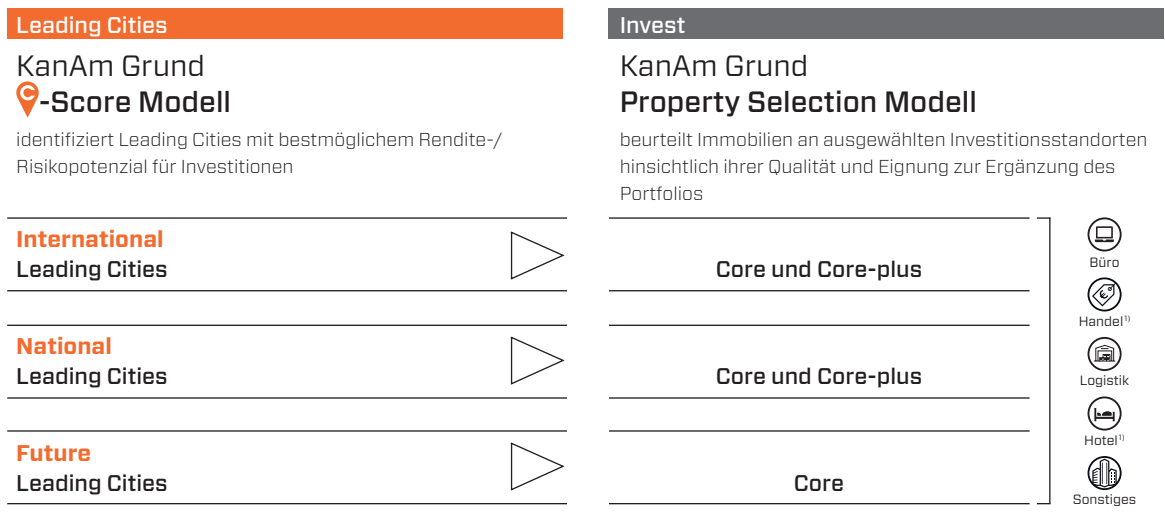 Leading Cities
KanAm Grund
C-Score Modell
identifiziert Leading Cities mit bestmöglichem Rendite-/
Risikopotenzial für Investitionen
International
Leading Cities
National
Leading Cities
Future
Leading Cities
Invest
KanAm Grund
Property Selection Modell
beurteilt Immobilien an ausgewählten Investitionsstandorten
hinsichtlich ihrer Qualität und Eignung zur Ergänzung des
Portfolios
Core und Core-plus
Core und Core-plus
Core
Büro
Handel¹⁾
Logistik
Hotel¹⁾
Sonstiges